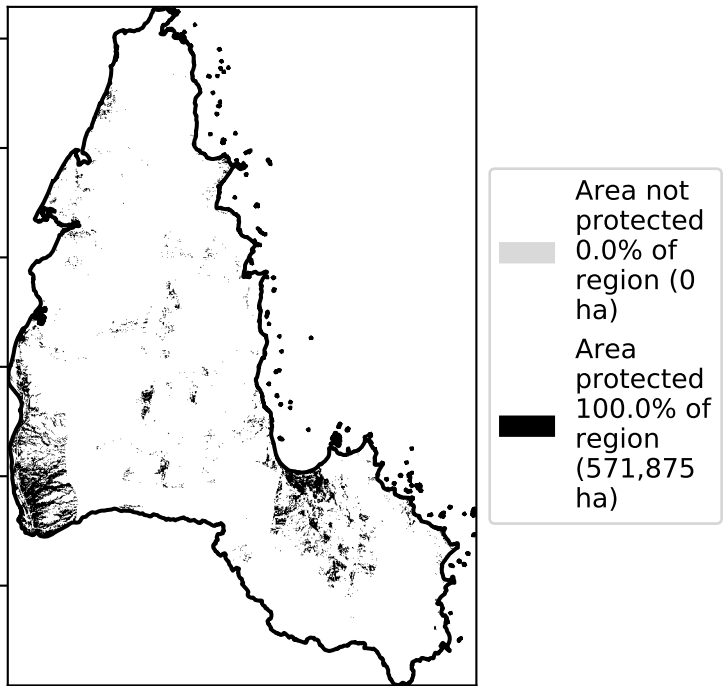 Area not
protected
0.0% of
region (0
ha)
Area
protected
100.0% of
region
(571,875
ha)